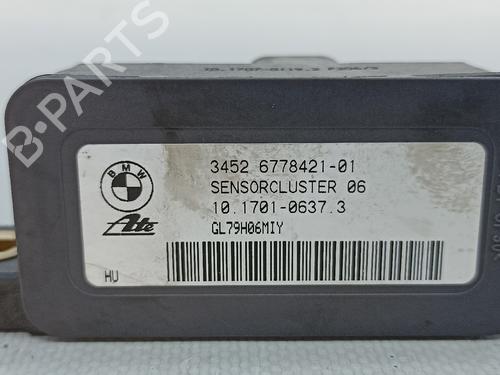 B-PARTS
BMW
3452 6778421-01
SENSORCLUSTER 06
10.1701-0637.3
Ate
GL79H06MIY
HU